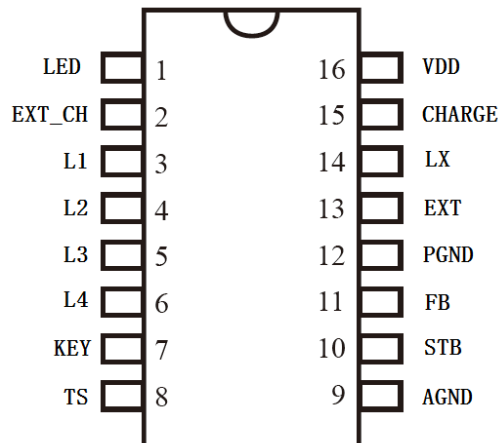 LED 1 16 VDD
EXT_CH 2 15 CHARGE
L1 3 14 LX
L2 4 13 EXT
L3 5 12 PGND
L4 6 11 FB
KEY 7 10 STB
TS 8 9 AGND